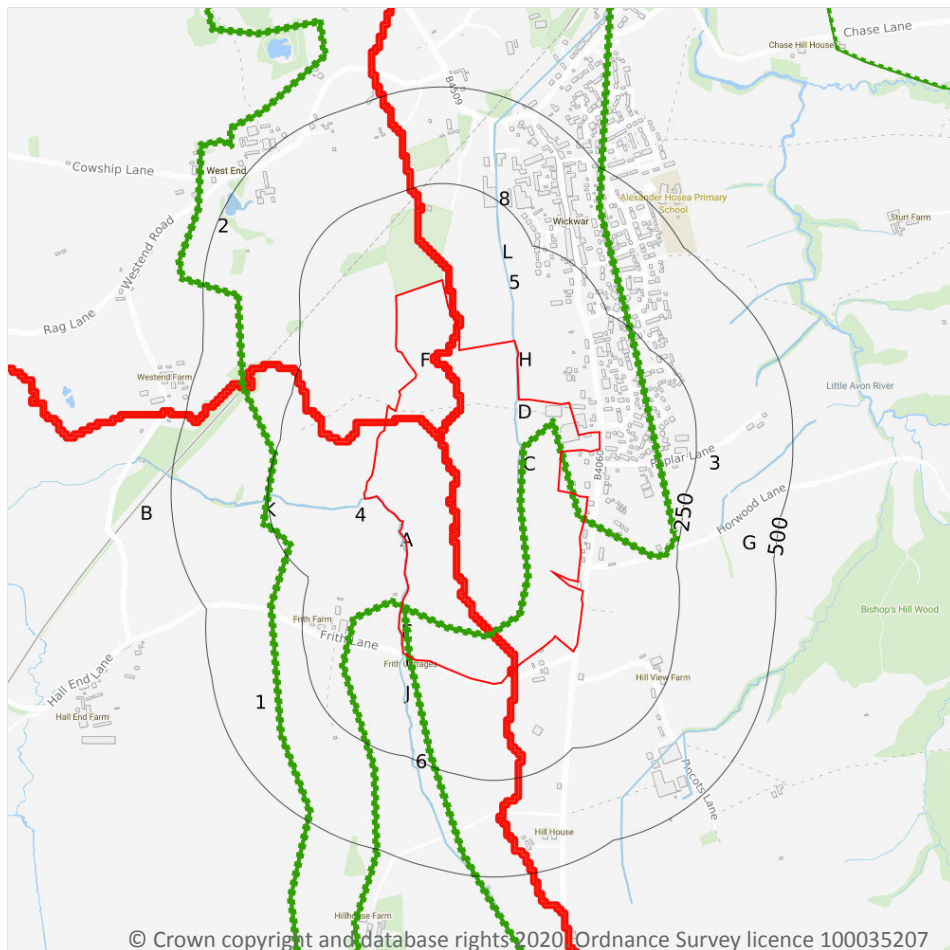 Chase Lane
Chase Hill House
B4509
West End
Cowship Lane
2
8
Alexander Hosea Primary
School
Wickwar
Sturt Farm
Westend Road
L
5
Rag Lane
F
H
Westend Farm
Little Avon River
D
C
Poplar Lane
3
B4060
B
K
4
250
Horwood Lane
500
A
G
Bishop's Hill Wood
Frith Farm
Frith Lane
Frith Cottages
Hall End Lane
Hill View Farm
J
1
Hall End Farm
6
Ancots Lane
Hill House
Hillhouse Farm
© Crown copyright and database rights 2020 Ordnance Survey licence 100035207